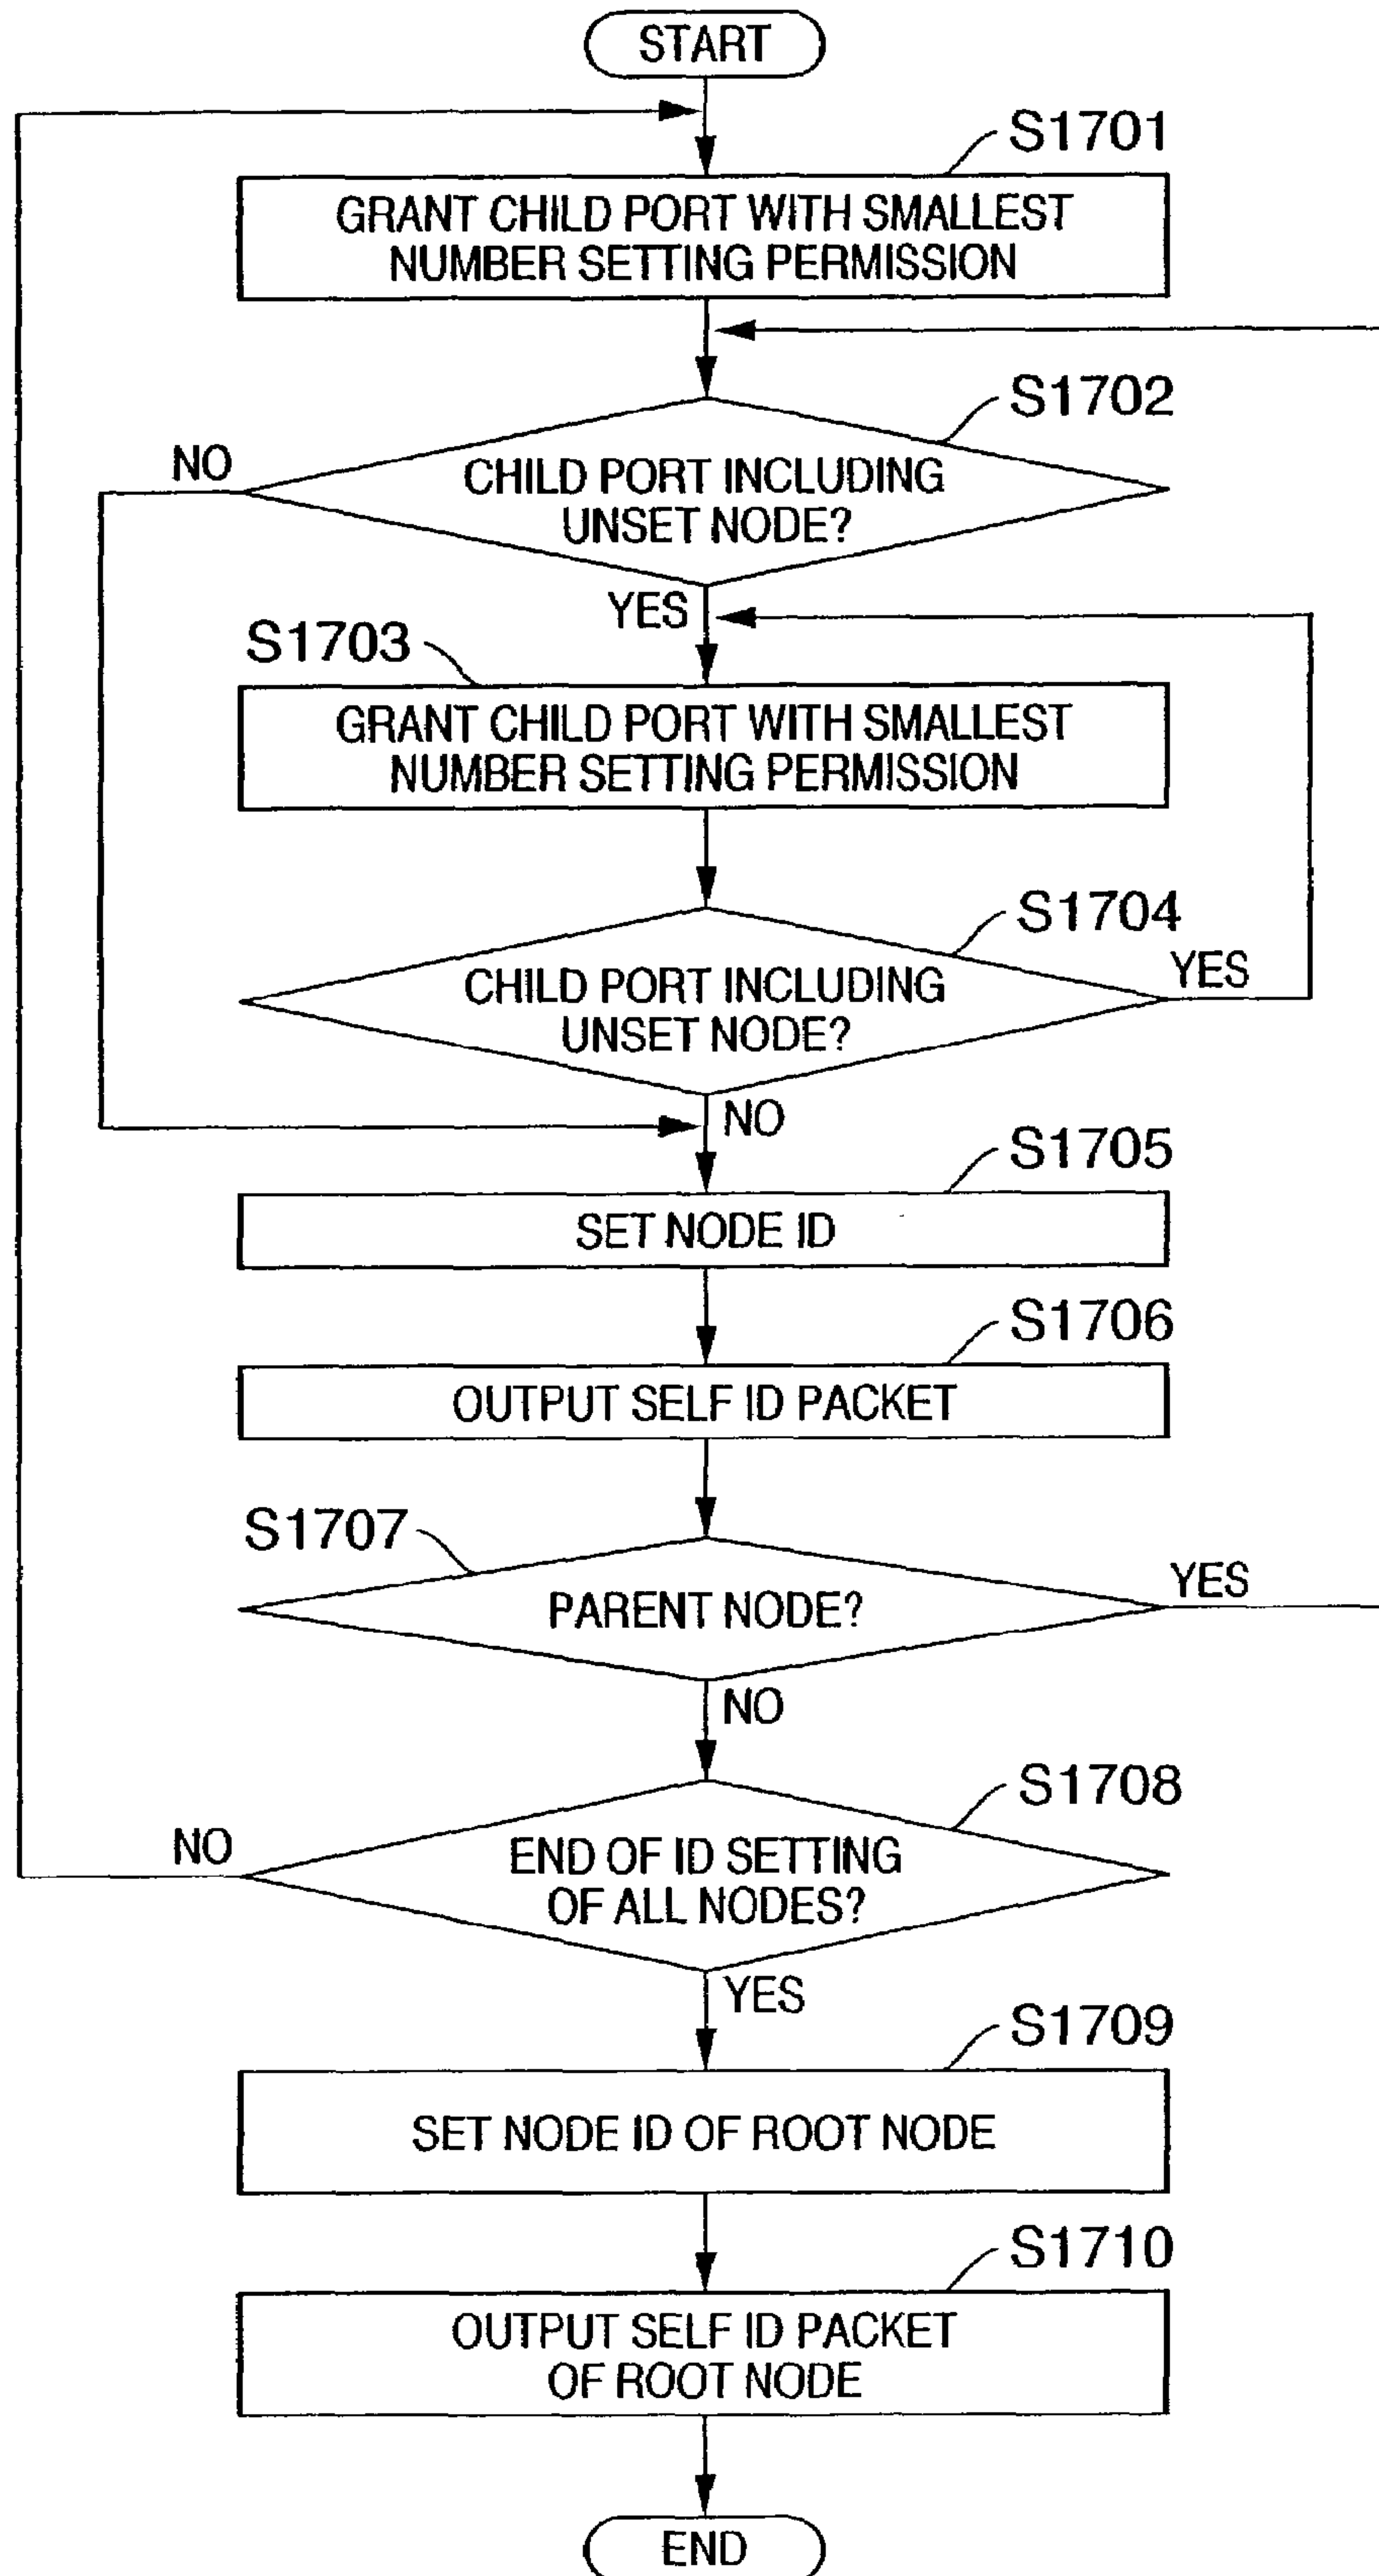 START
S1701
GRANT CHILD PORT WITH SMALLEST
NUMBER SETTING PERMISSION
S1702
NO
CHILD PORT INCLUDING
UNSET NODE?
YES
S1703
GRANT CHILD PORT WITH SMALLEST
NUMBER SETTING PERMISSION
S1704
YES
CHILD PORT INCLUDING
UNSET NODE?
NO
S1705
SET NODE ID
S1706
OUTPUT SELF ID PACKET
S1707
YES
PARENT NODE?
NO
S1708
NO
END OF ID SETTING
OF ALL NODES?
YES
S1709
SET NODE ID OF ROOT NODE
S1710
OUTPUT SELF ID PACKET
OF ROOT NODE
END